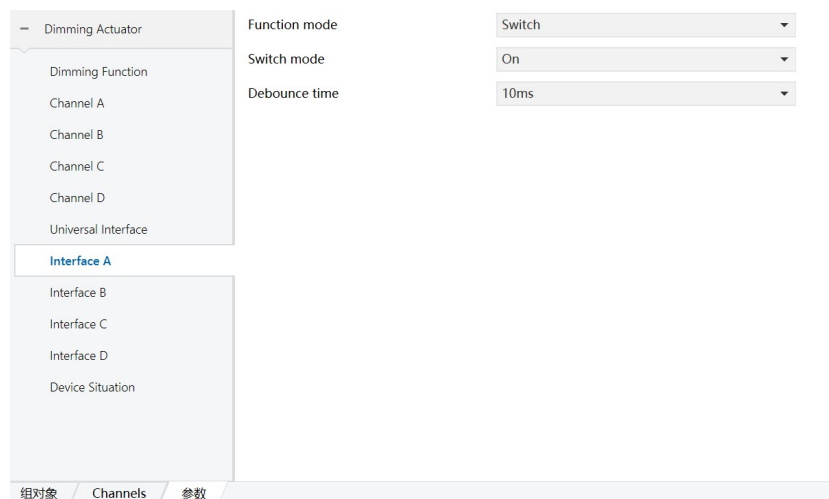 Dimming Actuator
Dimming Function
Channel A
Channel B
Channel C
Channel D
Universal Interface
Interface A
Interface B
Interface C
Interface D
Device Situation
Function mode Switch
Switch mode On
Debounce time 10ms
组对象 Channels 参数